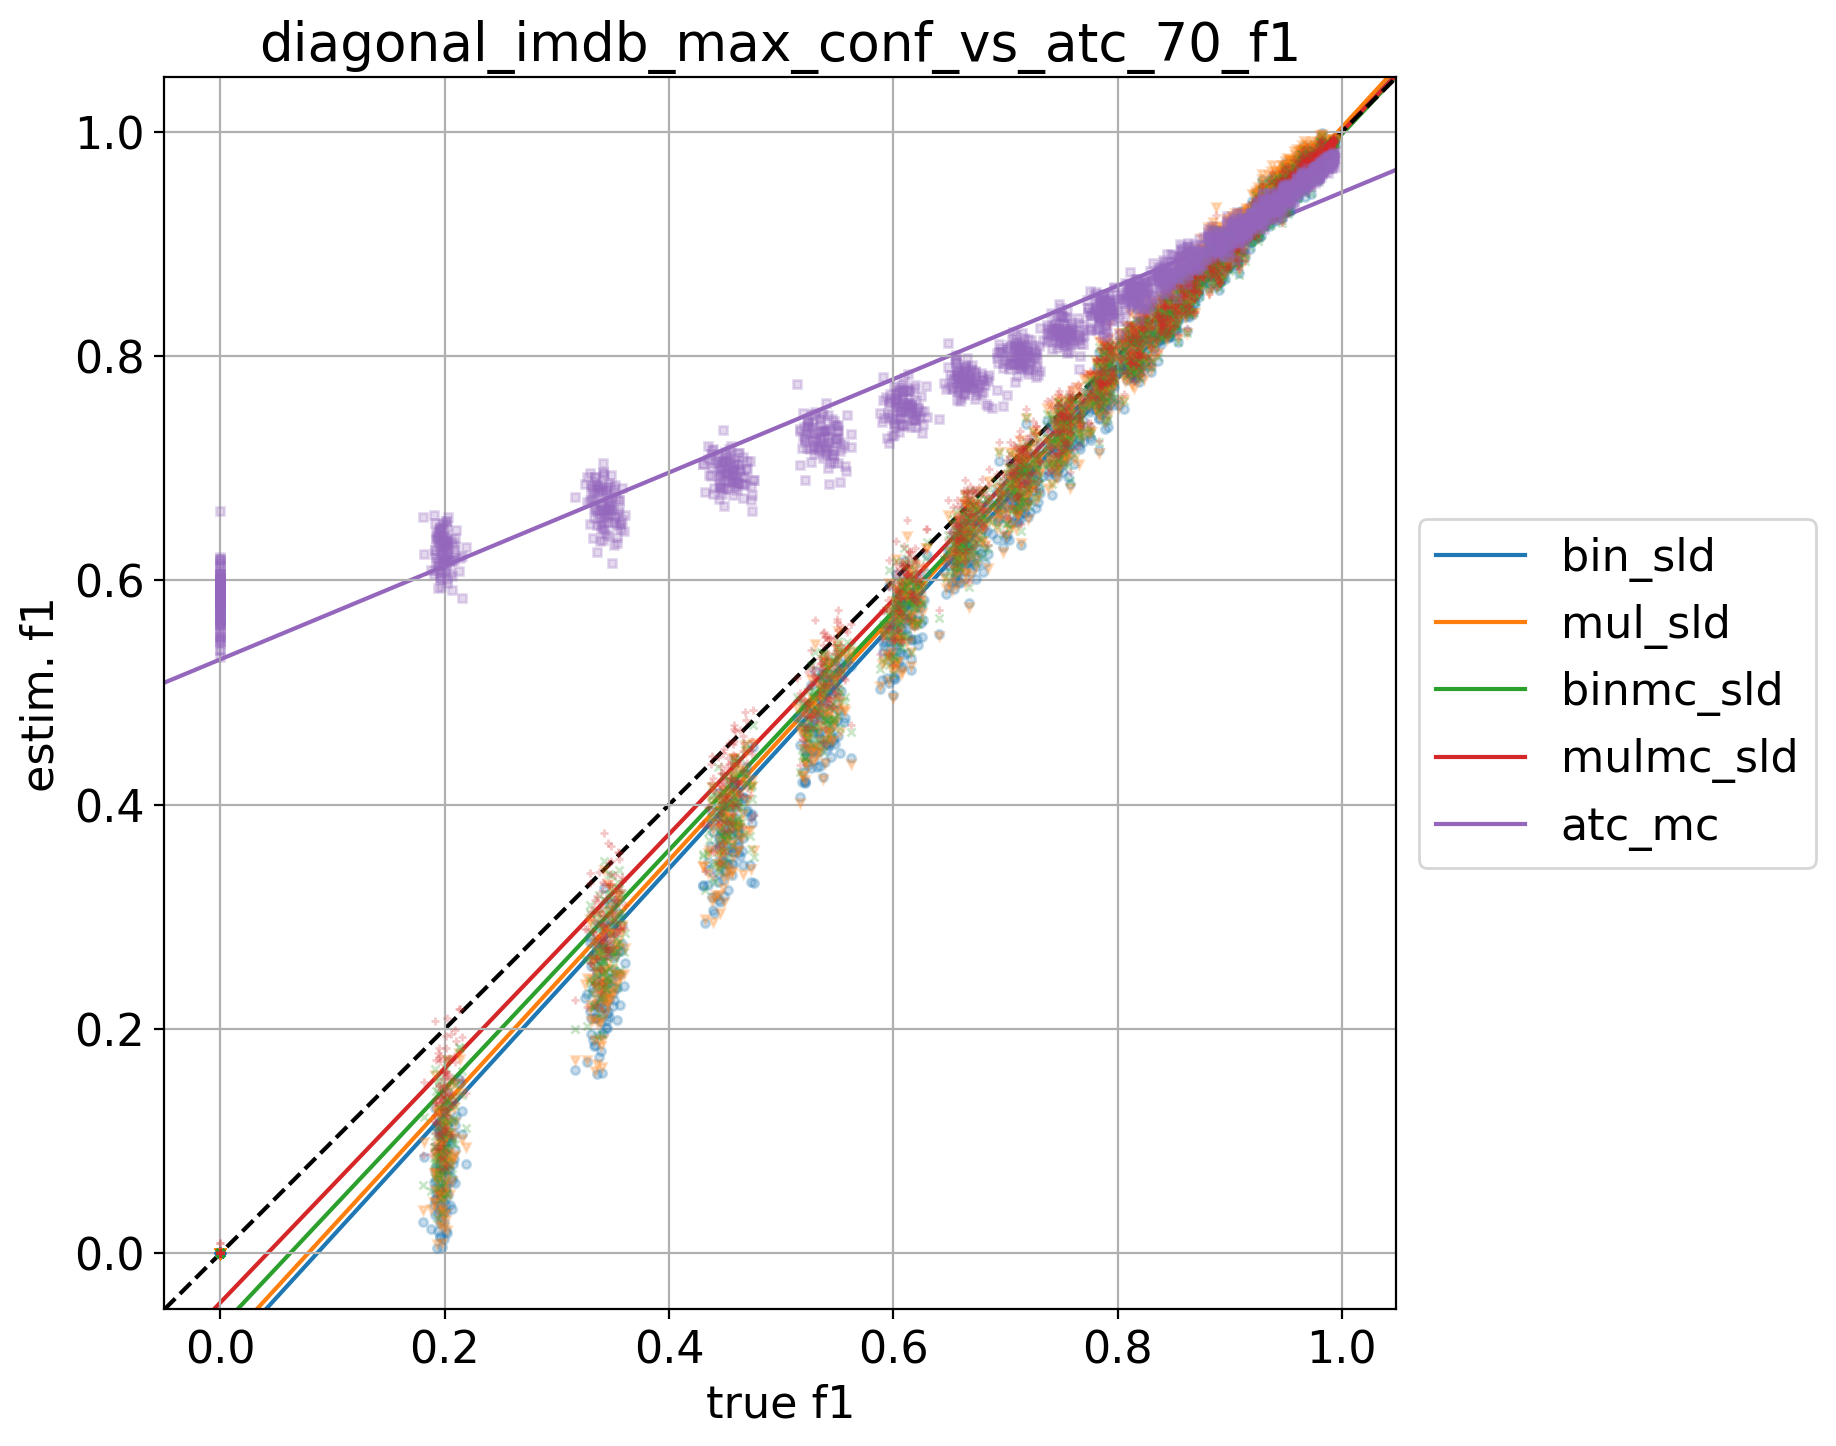 diagonal_imdb_max_conf_vs_atc_70_f1
1.0
0.8
0.6
0.4
0.2
0.0
estim. f1
0.0 0.2 0.4 0.6 0.8 1.0
true f1
bin_sld
mul_sld
binmc_sld
mulmc_sld
atc_mc